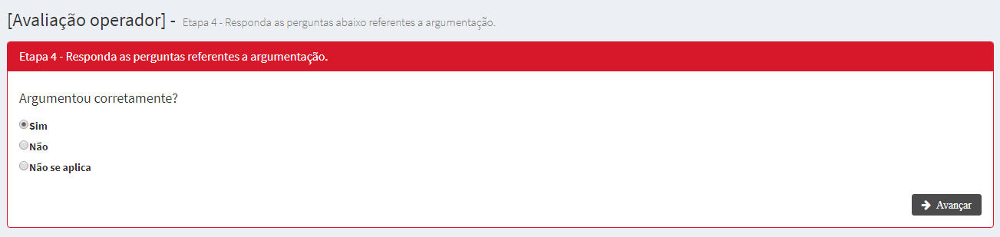 [Avaliação operador] - Etapa 4 - Responda as perguntas abaixo referentes a argumentação.
Etapa 4 - Responda as perguntas referentes a argumentação.
Argumentou corretamente?
Sim
Não
Não se aplica
Avançar